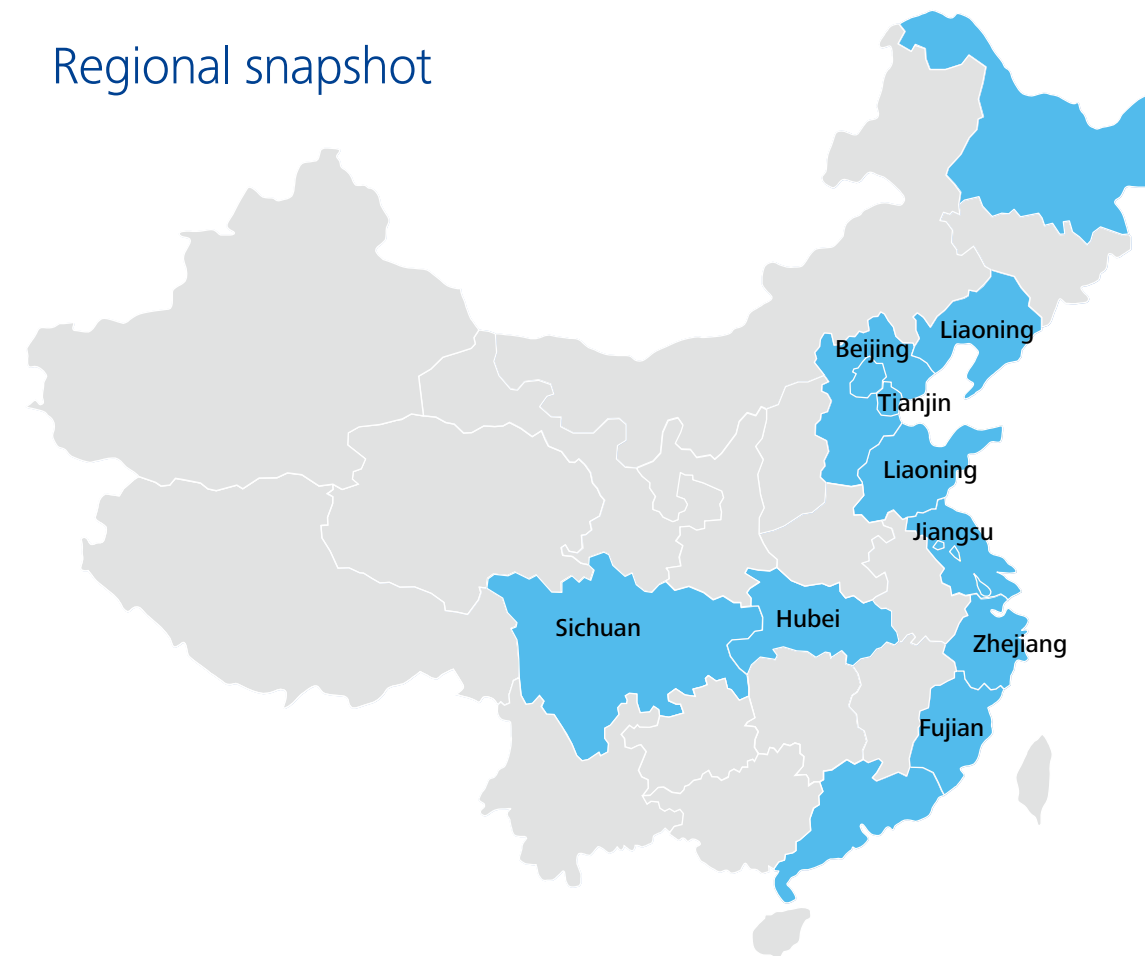 Regional snapshot
Liaoning
Beijing
Tianjin
Liaoning
Jiangsu
Hubei
Sichuan
Zhejiang
Fujian